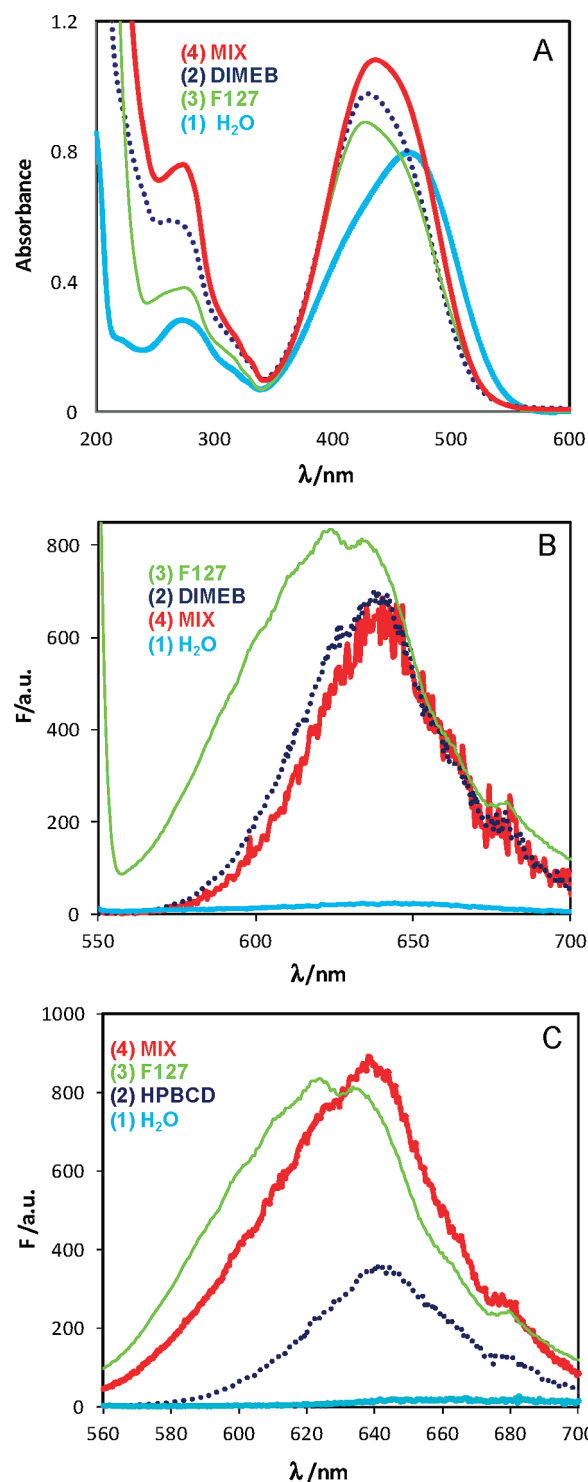 1.2
A
(4) MIX
(2) DIMEB
(3) F127
(1) H₂O
0.8
Absorbance
0.4
0
200
300
400
500
600
λ/nm
B
800
(3) F127
(2) DIMEB
(4) MIX
(1) H₂O
600
F/a.u.
400
200
0
550
600
650
700
λ/nm
1000
C
(4) MIX
(3) F127
(2) HPBCD
(1) H₂O
800
600
F/a.u.
400
200
0
560
580
600
620
640
660
680
700
λ/nm